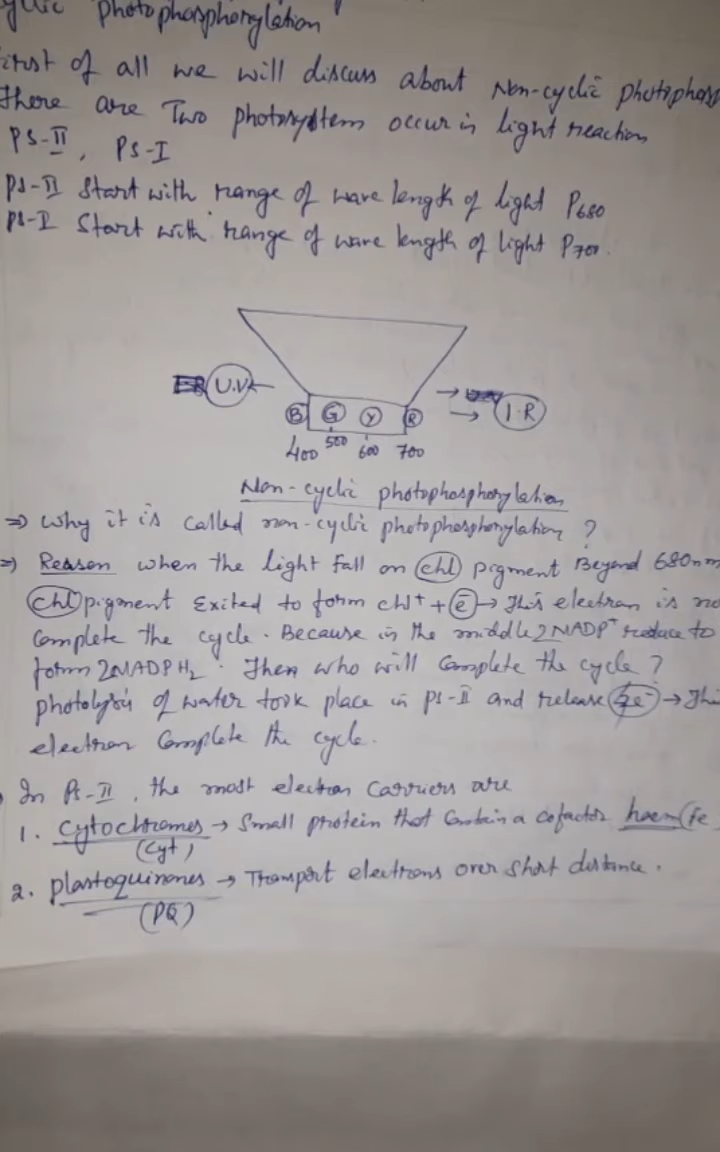 yclic photophosphorylation
irst of all we will discuss about Non-cyclic photophosp
There are Two photosystem occur in light reaction
PS-II, PS-I
PS-II Start with range of wave length of light P680
PS-I Start with range of wave length of light P700.
U.V I.R
B G Y R
400 500 600 700
Non-cyclic photophosphorylation
⇒ Why it is called non-cyclic photophosphorylation ?
⇒ Reason when the light fall on chl pigment Beyond 680nm
chl pigment Exited to form chl+ + e- → This electron is no
complete the cycle. Because in the middle 2NADP+ reduce to
form 2NADPH2. Then who will complete the cycle ?
photolysis of water took place in PS-II and release e- → Thi
electron complete the cycle.
In PS-II, the most electron carriers are
1. Cytochromes → Small protein that contain a cofactor haem(Fe
(Cyt)
2. plastoquinones → Transport electrons over short distance.
(PQ)